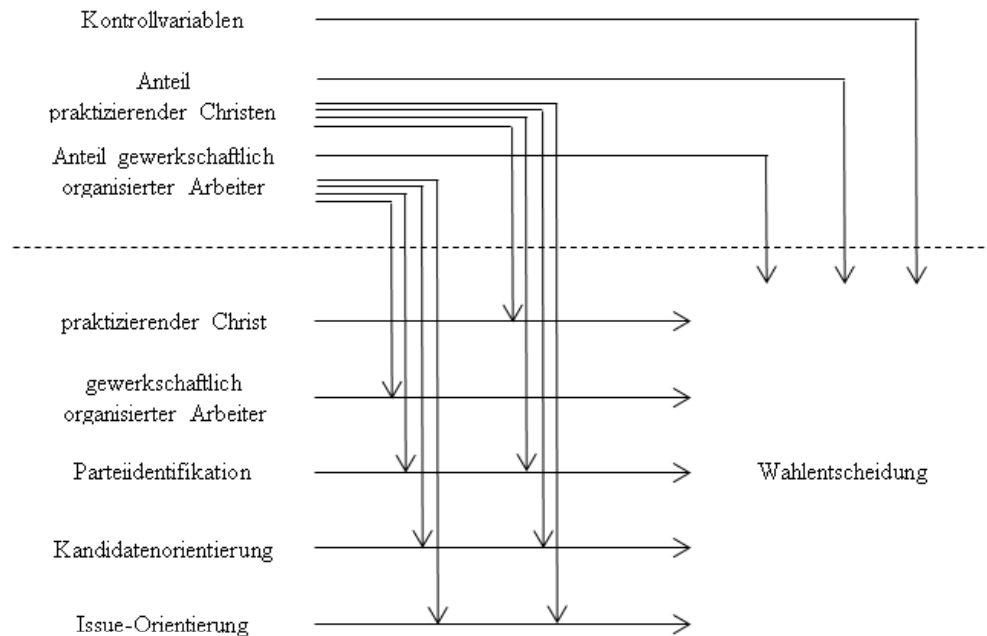 Kontrollvariablen
Anteil
praktizierender Christen
Anteil gewerkschaftlich
organisierter Arbeiter
praktizierender Christ
gewerkschaftlich
organisierter Arbeiter
Parteiidentifikation
Wahlentscheidung
Kandidatenorientierung
Issue-Orientierung